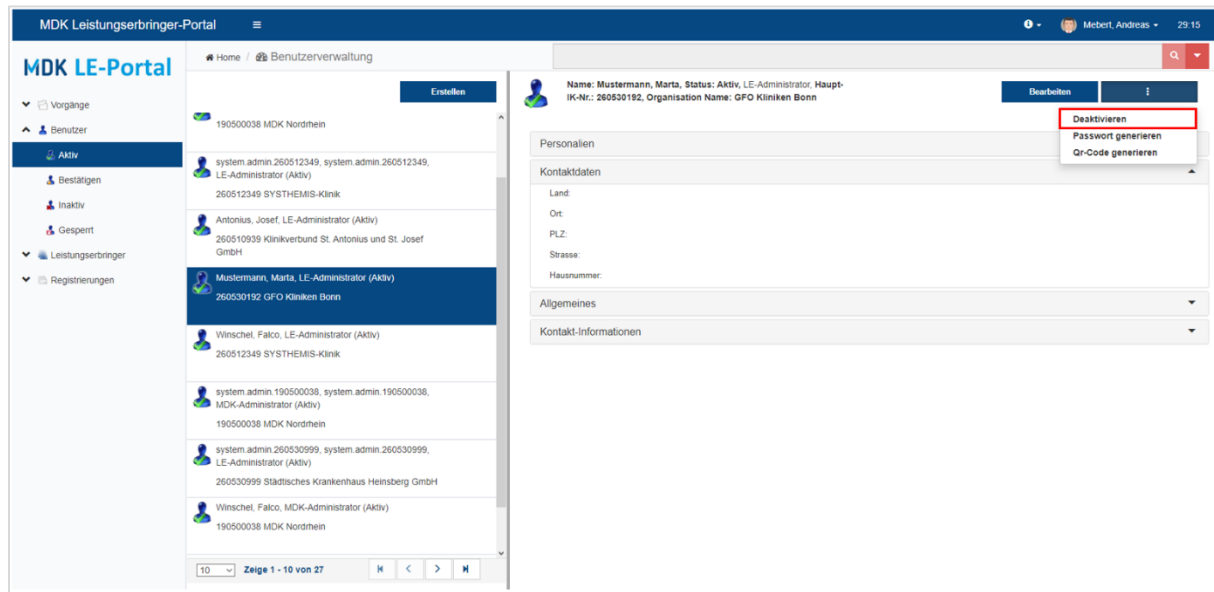 MDK Leistungserbringer-Portal
Mebert, Andreas
29:15
MDK LE-Portal
Home / Benutzerverwaltung
Vorgänge
Benutzer
Aktiv
Bestätigen
Inaktiv
Gesperrt
Leistungserbringer
Registrierungen
Erstellen
190500038 MDK Nordrhein
system.admin.260512349, system.admin.260512349,
LE-Administrator (Aktiv)
260512349 SYSTHEMIS-Klinik
Antonius, Josef, LE-Administrator (Aktiv)
260510939 Klinikverbund St. Antonius und St. Josef
GmbH
Mustermann, Marta, LE-Administrator (Aktiv)
260530192 GFO Kliniken Bonn
Winschel, Falco, LE-Administrator (Aktiv)
260512349 SYSTHEMIS-Klinik
system.admin.190500038, system.admin.190500038,
MDK-Administrator (Aktiv)
190500038 MDK Nordrhein
system.admin.260530999, system.admin.260530999,
LE-Administrator (Aktiv)
260530999 Städtisches Krankenhaus Heinsberg GmbH
Winschel, Falco, MDK-Administrator (Aktiv)
190500038 MDK Nordrhein
10 Zeige 1 - 10 von 27
Name: Mustermann, Marta, Status: Aktiv, LE-Administrator, Haupt-
IK-Nr.: 260530192, Organisation Name: GFO Kliniken Bonn
Bearbeiten
Deaktivieren
Passwort generieren
Qr-Code generieren
Personalien
Kontaktdaten
Land:
Ort:
PLZ:
Strasse:
Hausnummer:
Allgemeines
Kontakt-Informationen